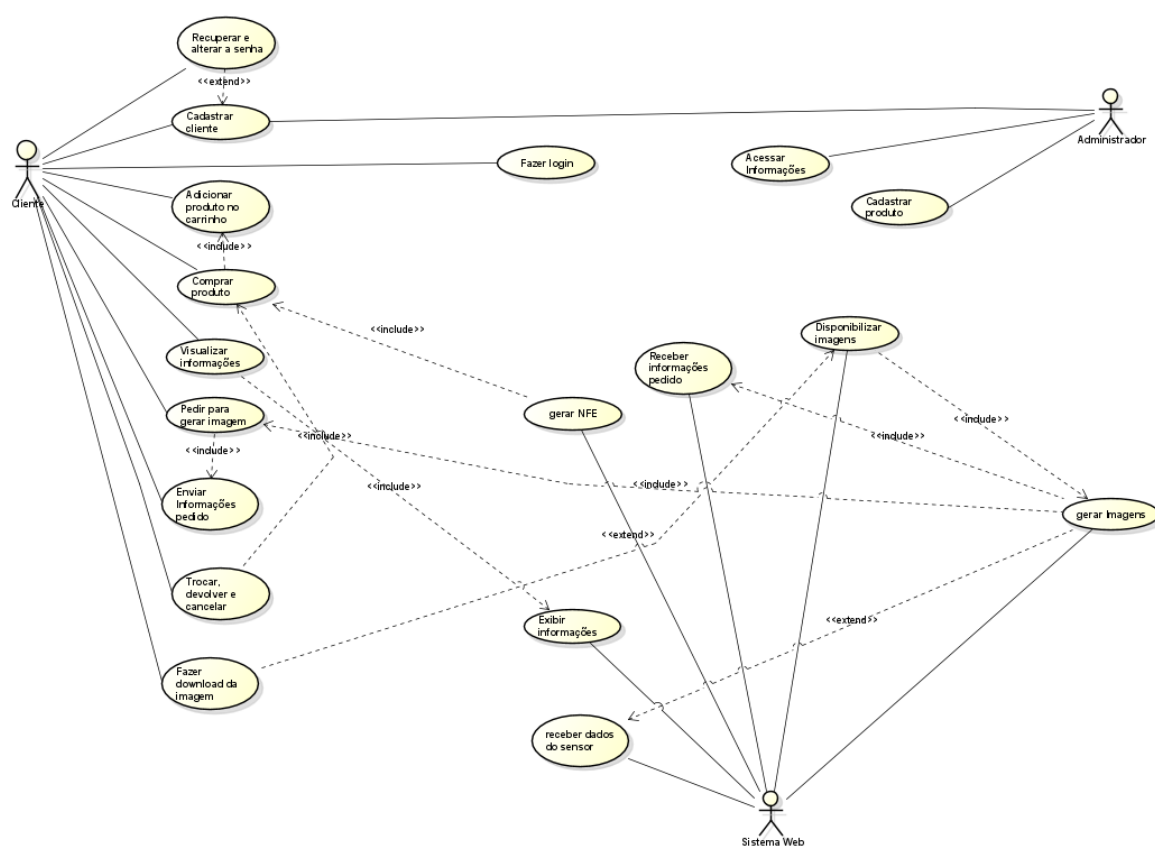 Recuperar e
alterar a senha
<<extend>>
Cadastrar
cliente
Administrador
Fazer login
Acessar
Informações
Cliente
Adicionar
produto no
carrinho
Cadastrar
produto
<<include>>
Comprar
produto
<<include>>
Disponibilizar
imagens
Visualizar
informações
Receber
informações
pedido
Pedir para
gerar imagem
gerar NFE
<<include>>
<<include>>
<<include>>
<<include>>
<<include>>
<<include>>
Enviar
Informações
pedido
gerar Imagens
<<extend>>
Trocar,
devolver e
cancelar
Exibir
informações
<<extend>>
Fazer
download da
imagem
receber dados
do sensor
Sistema Web